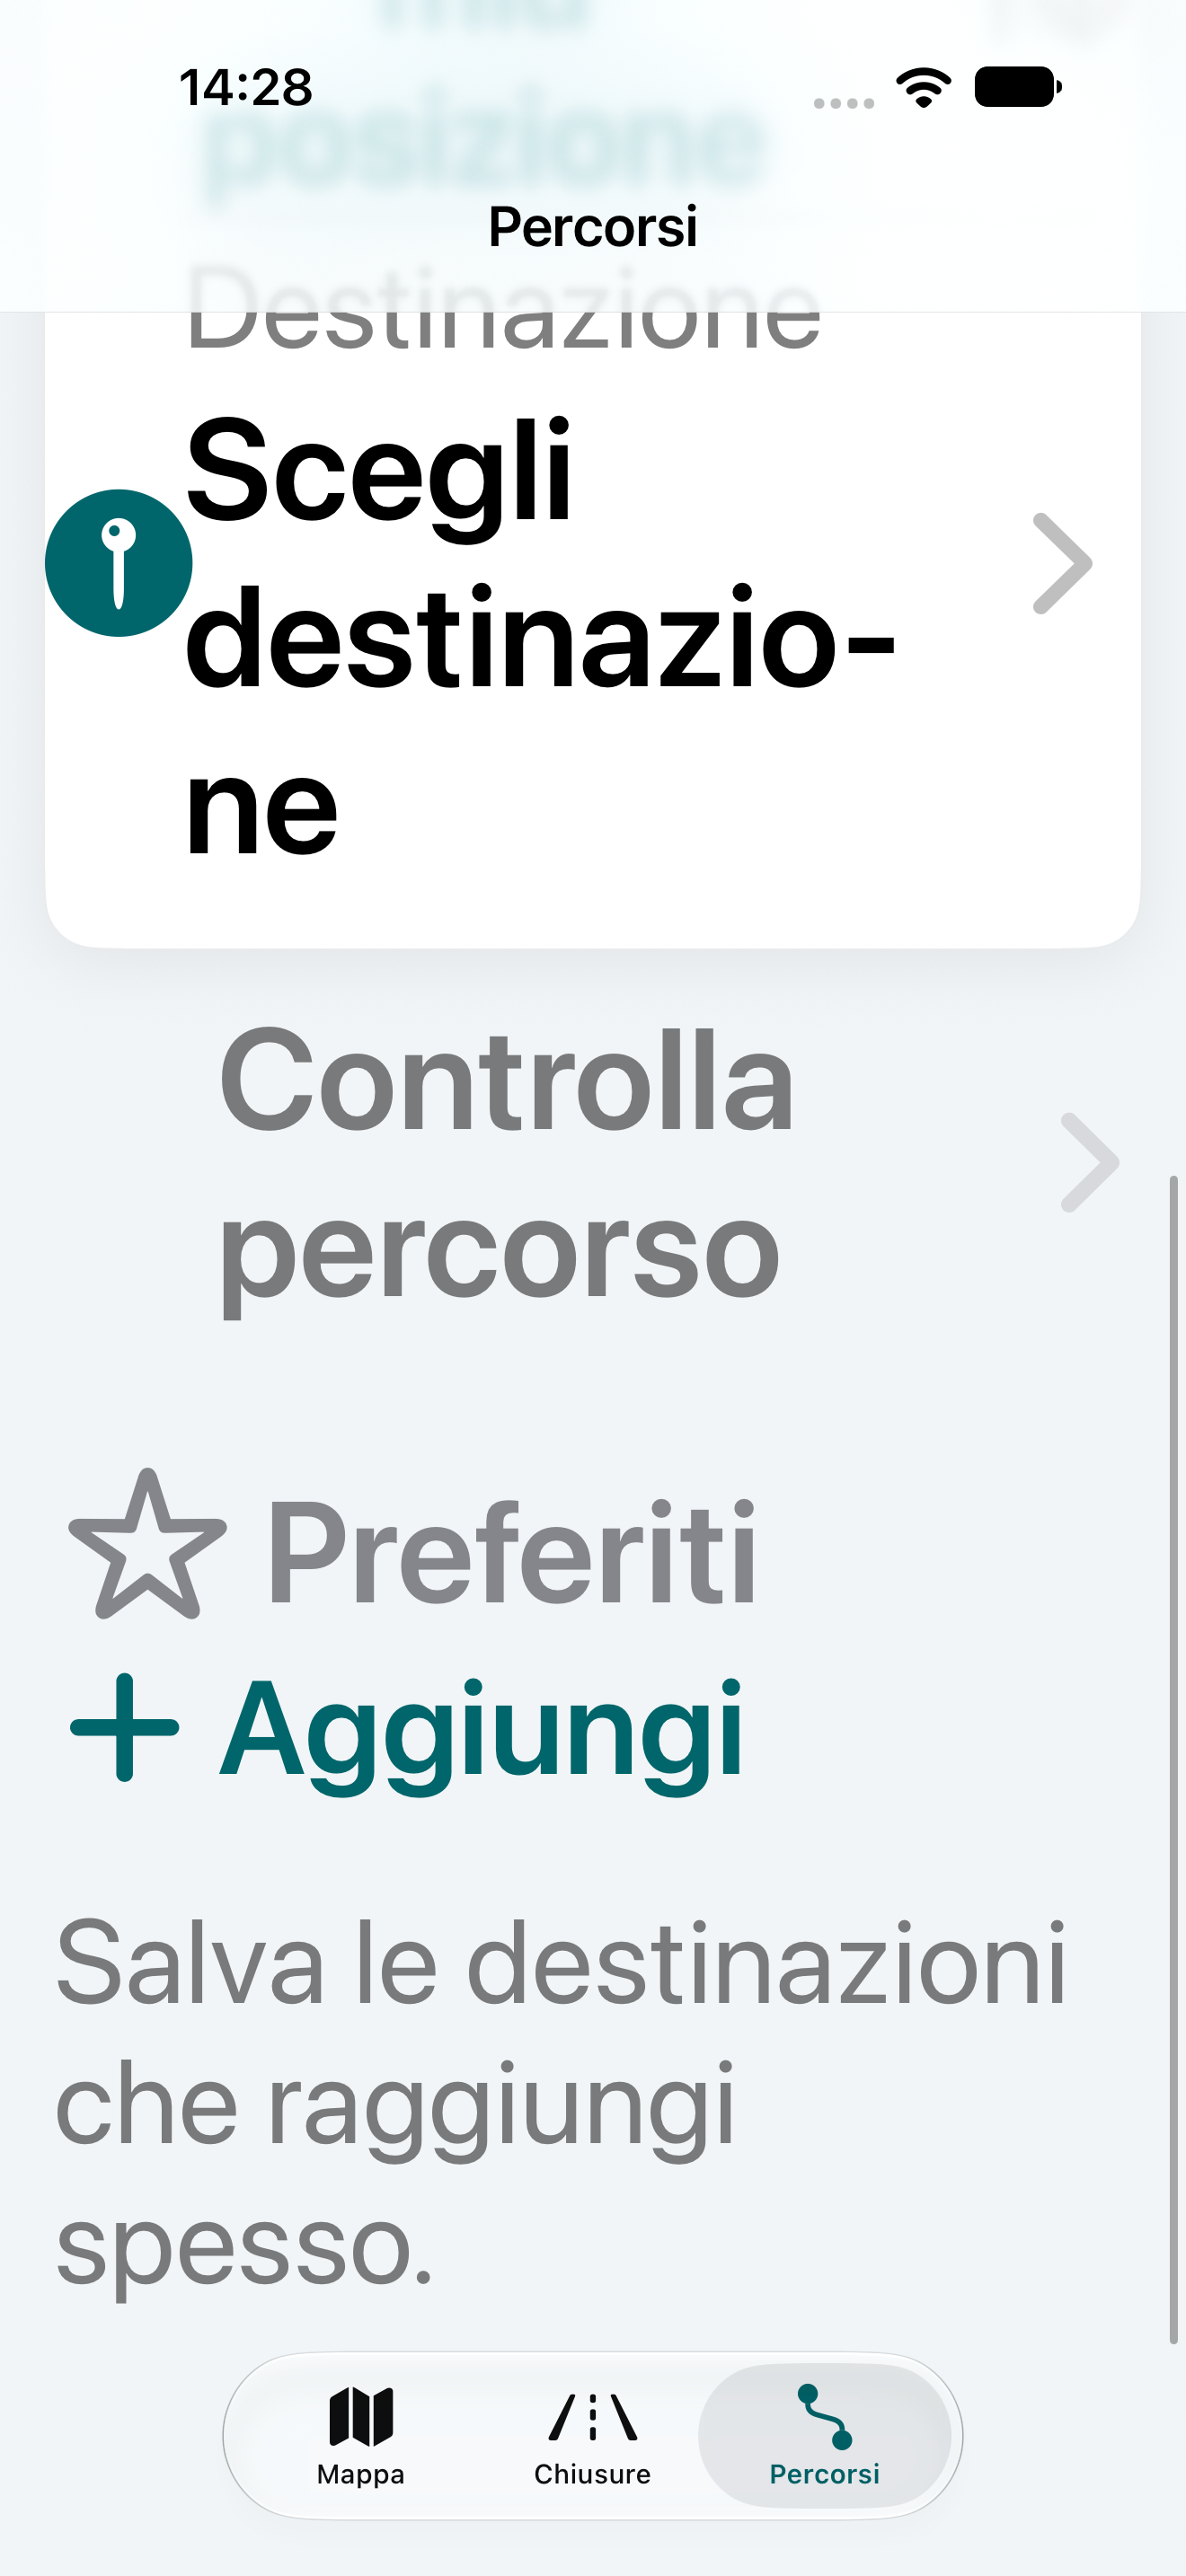 14:28
posizione
Percorsi
Destinazione
Scegli
destinazio-
ne
Controlla
percorso
Preferiti
Aggiungi
Salva le destinazioni
che raggiungi
spesso.
Mappa
Chiusure
Percorsi